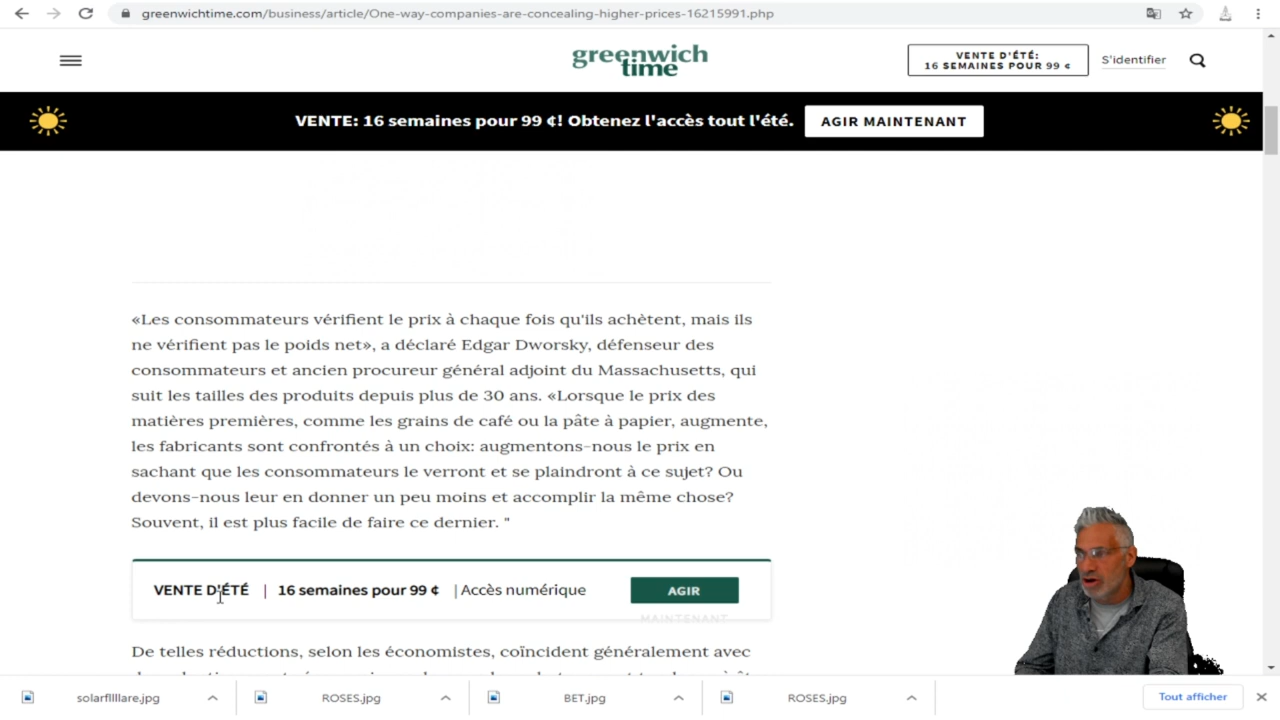 greenwichtime.com/business/article/One-way-companies-are-concealing-higher-prices-16215991.php
greenwich
time
VENTE D'ÉTÉ:
16 SEMAINES POUR 99 ¢
S'identifier
VENTE: 16 semaines pour 99 ¢! Obtenez l'accès tout l'été.
AGIR MAINTENANT
«Les consommateurs vérifient le prix à chaque fois qu'ils achètent, mais ils
ne vérifient pas le poids net», a déclaré Edgar Dworsky, défenseur des
consommateurs et ancien procureur général adjoint du Massachusetts, qui
suit les tailles des produits depuis plus de 30 ans. «Lorsque le prix des
matières premières, comme les grains de café ou la pâte à papier, augmente,
les fabricants sont confrontés à un choix: augmentons-nous le prix en
sachant que les consommateurs le verront et se plaindront à ce sujet? Ou
devons-nous leur en donner un peu moins et accomplir la même chose?
Souvent, il est plus facile de faire ce dernier. "
VENTE D'ÉTÉ | 16 semaines pour 99 ¢ | Accès numérique
AGIR
MAINTENANT
De telles réductions, selon les économistes, coïncident généralement avec
solarfllllare.jpg
ROSES.jpg
BET.jpg
ROSES.jpg
Tout afficher